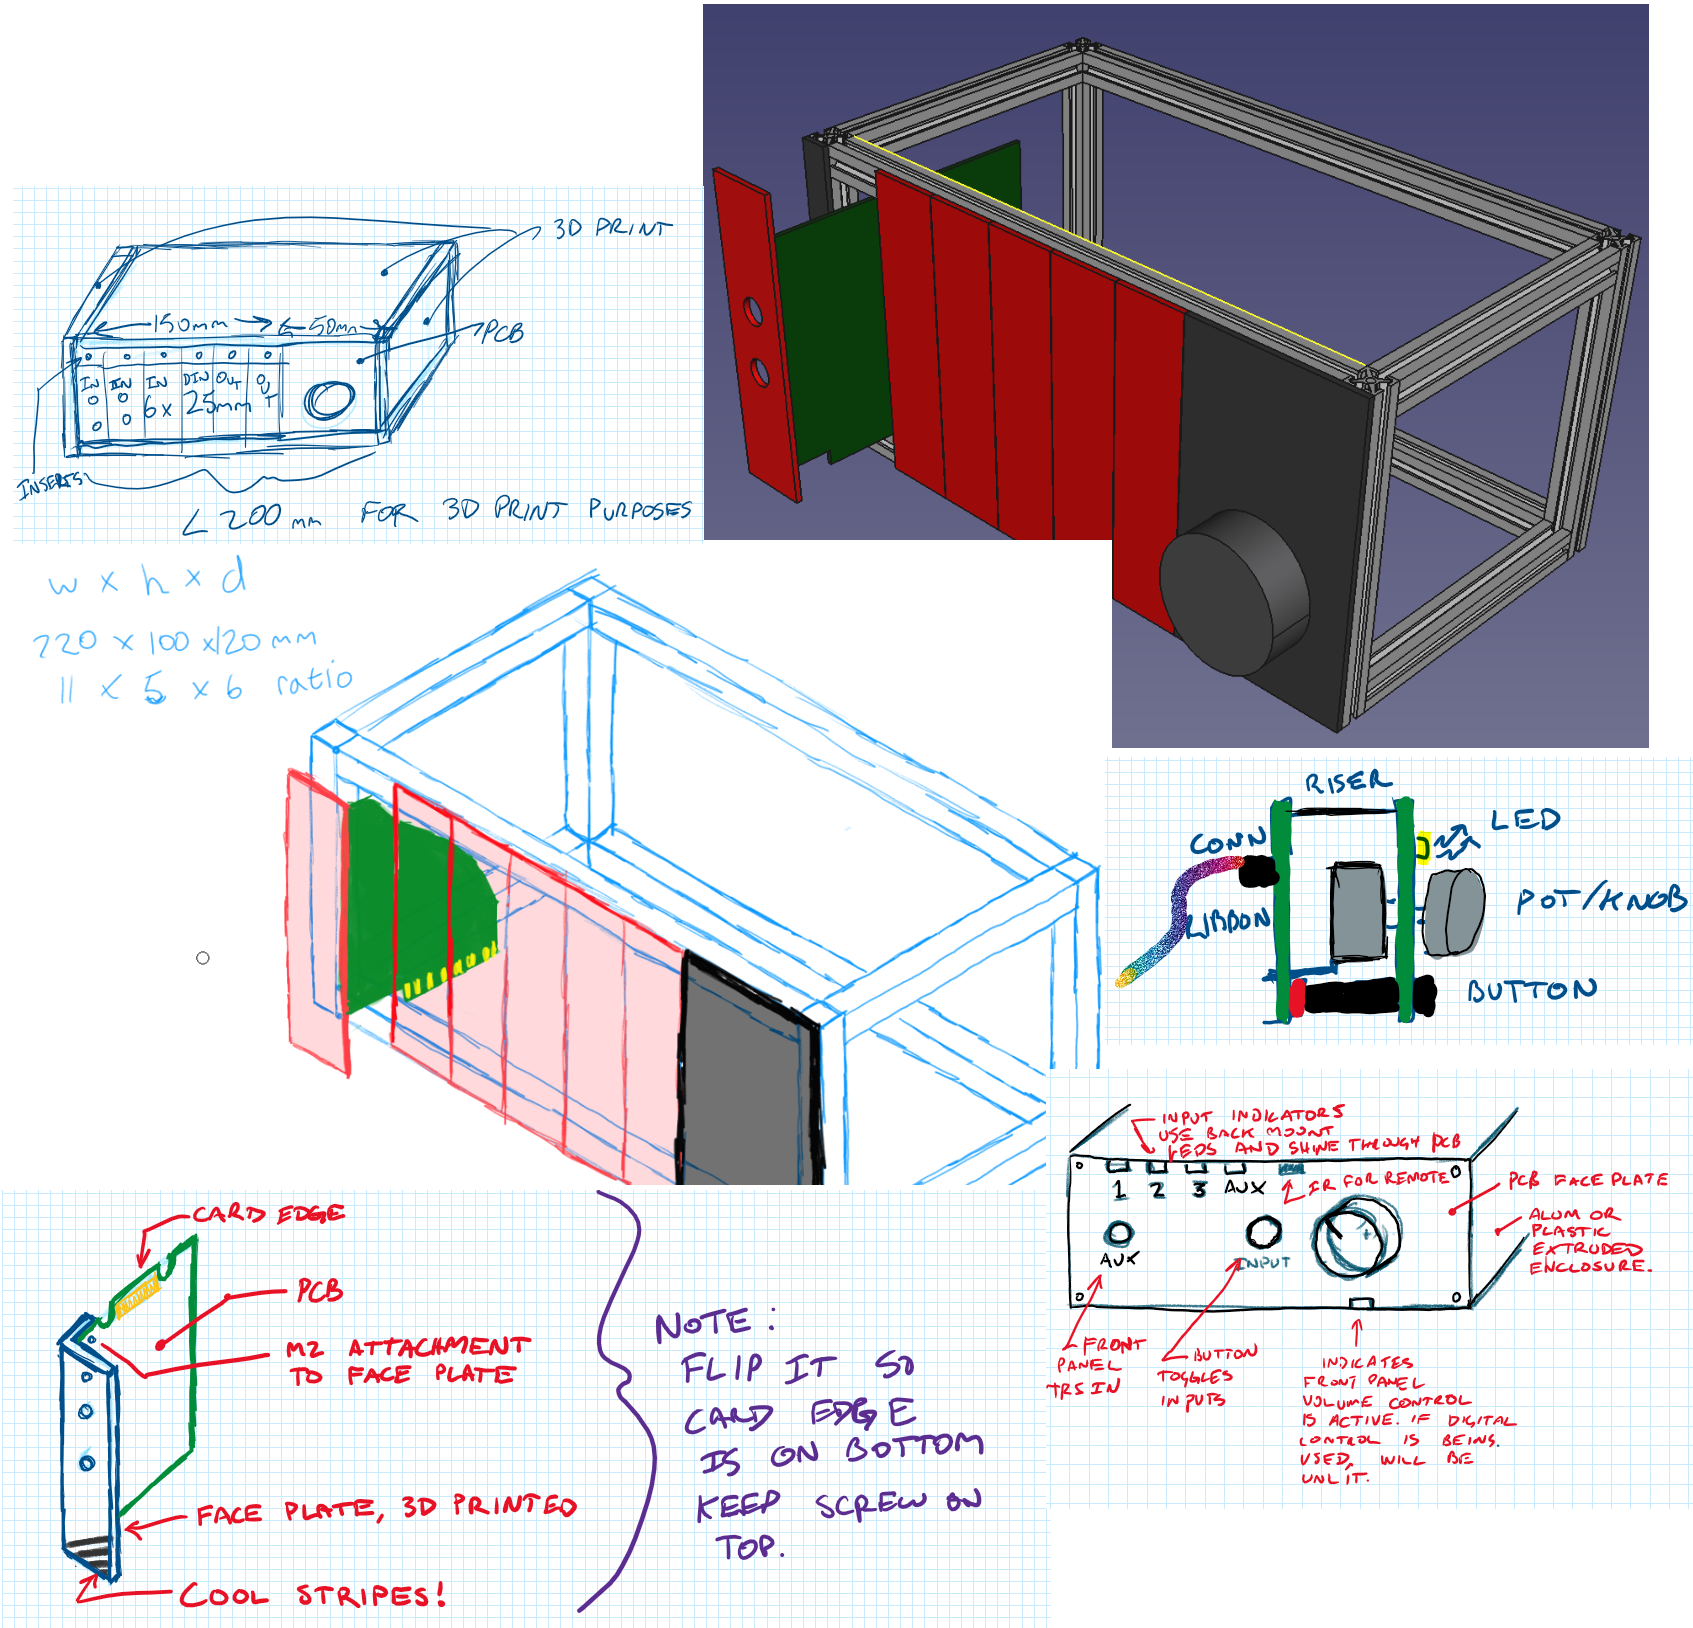 3D PRINT
150mm
50mm
PCB
IN
IN
IN
DIN
OUT
OUT
6x 25mm
INSERTS
< 200 mm FOR 3D PRINT PURPOSES
w x h x d
220 x 100 x 120 mm
11 x 5 x 6 ratio
RISER
CONN
LED
RIBBON
POT/KNOB
BUTTON
INPUT INDICATORS
USE BACK MOUNT
LEDS AND SHINE THROUGH PCB
1 2 3 AUX
IR FOR REMOTE
PCB FACE PLATE
AUX
INPUT
ALUM OR
PLASTIC
EXTRUDED
ENCLOSURE.
FRONT
PANEL
TRS IN
BUTTON
TOGGLES
INPUTS
INDICATES
FRONT PANEL
VOLUME CONTROL
IS ACTIVE. IF DIGITAL
CONTROL IS BEING
USED, WILL BE
UNLIT.
CARD EDGE
PCB
M2 ATTACHMENT
TO FACE PLATE
FACE PLATE, 3D PRINTED
COOL STRIPES!
NOTE:
FLIP IT SO
CARD EDGE
IS ON BOTTOM
KEEP SCREW ON
TOP.